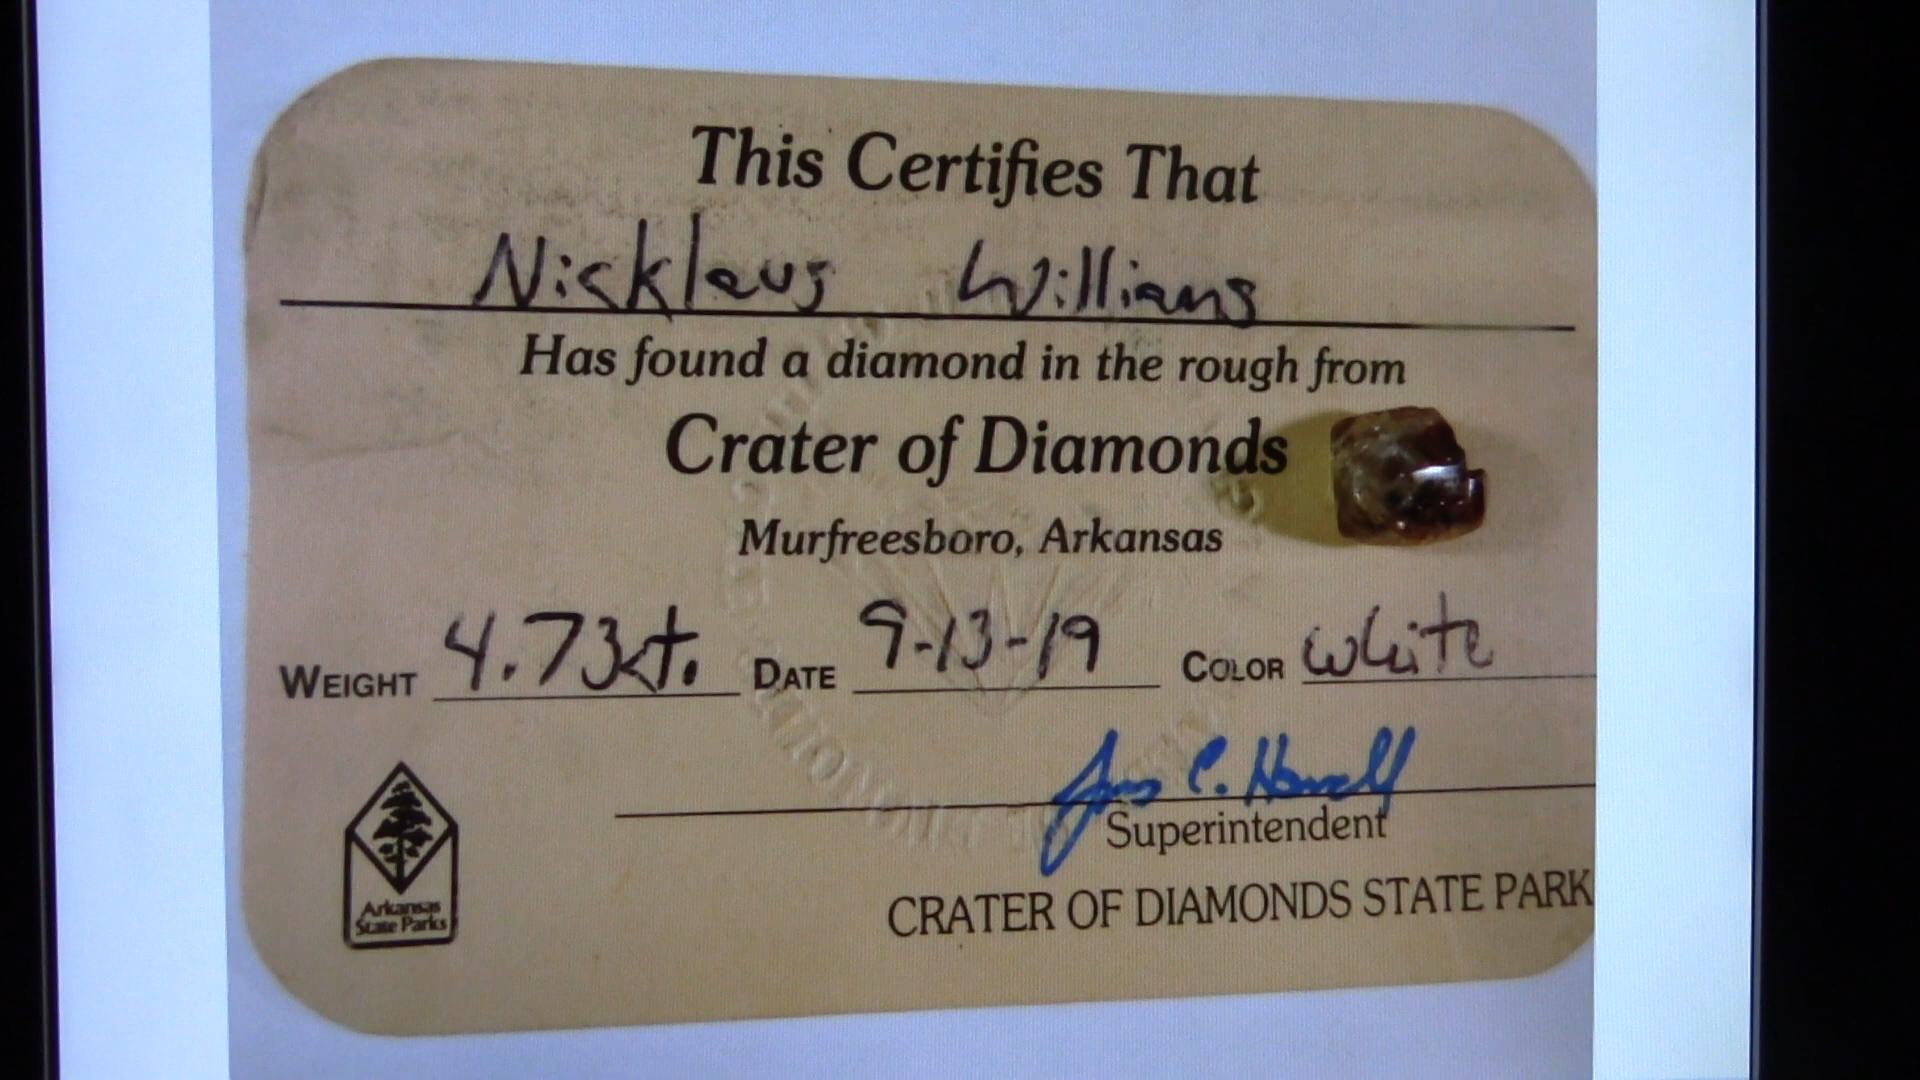 This Certifies That
Nicklaus Williams
Has found a diamond in the rough from
Crater of Diamonds
Murfreesboro, Arkansas
WEIGHT 4.73ct. DATE 9-13-19 COLOR White
Superintendent
CRATER OF DIAMONDS STATE PARK
Arkansas
State Parks